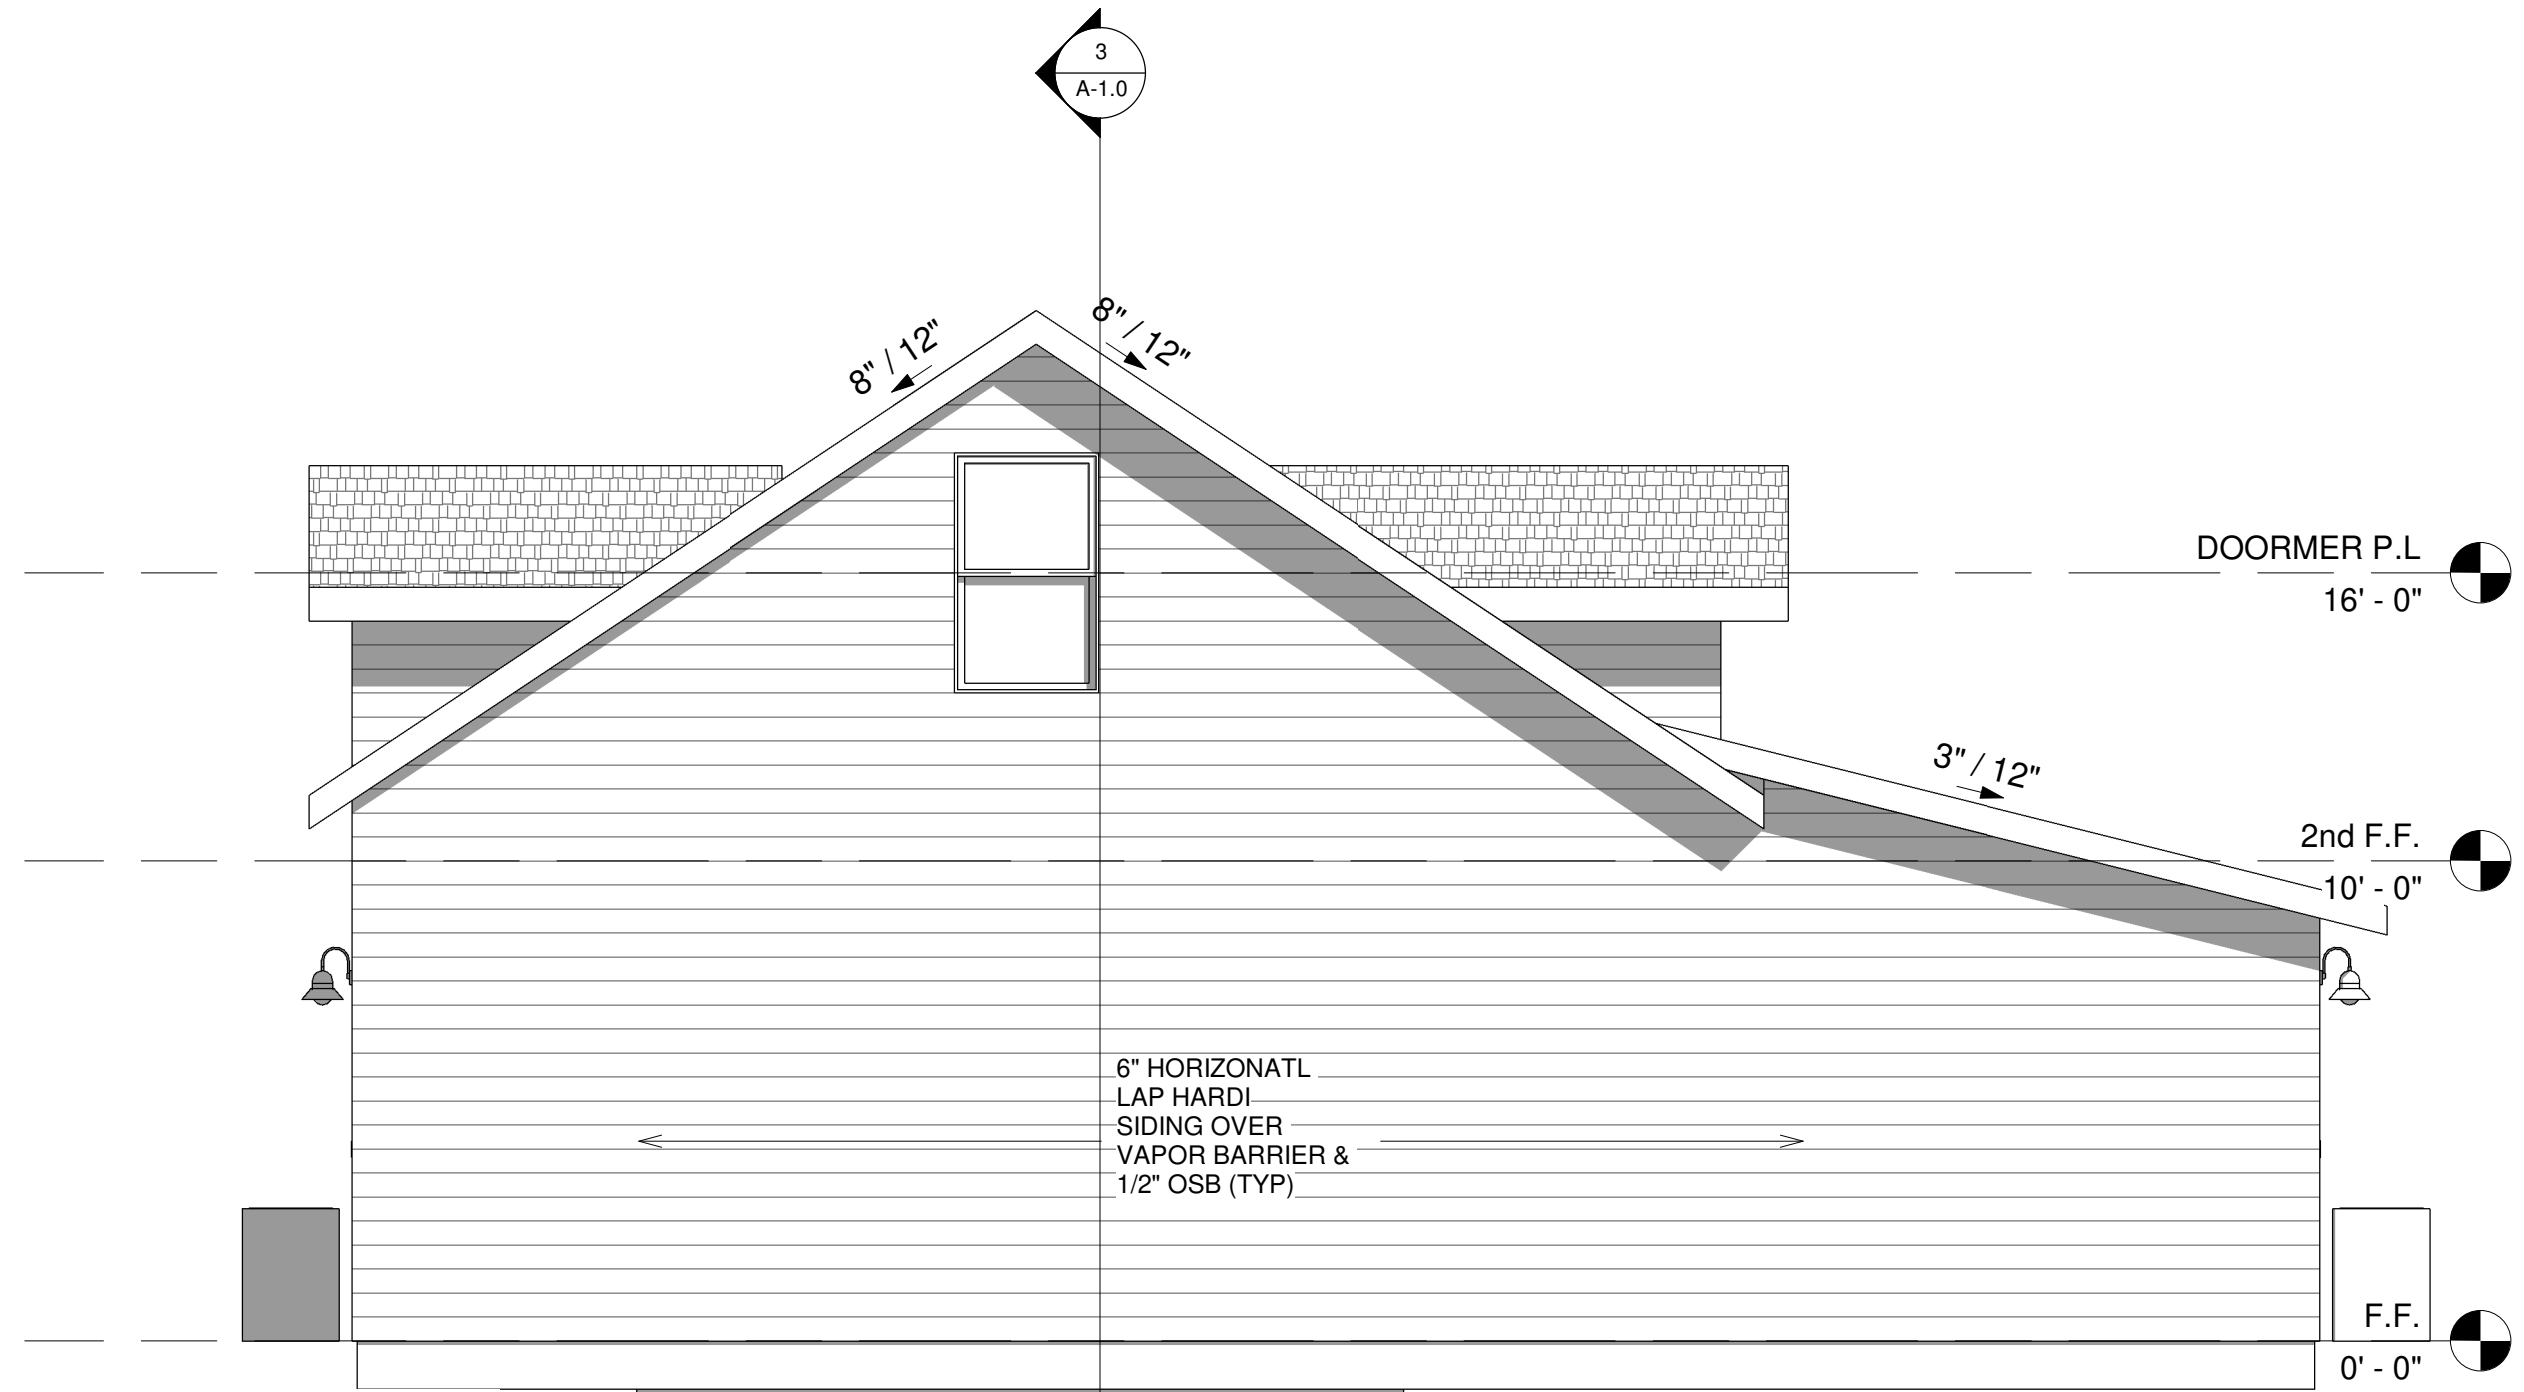 3
A-1.0
8" / 12"
8" / 12"
DOORMER P.L
16' - 0"
3" / 12"
2nd F.F.
10' - 0"
6" HORIZONATL
LAP HARDI
SIDING OVER
VAPOR BARRIER &
1/2" OSB (TYP)
F.F.
0' - 0"